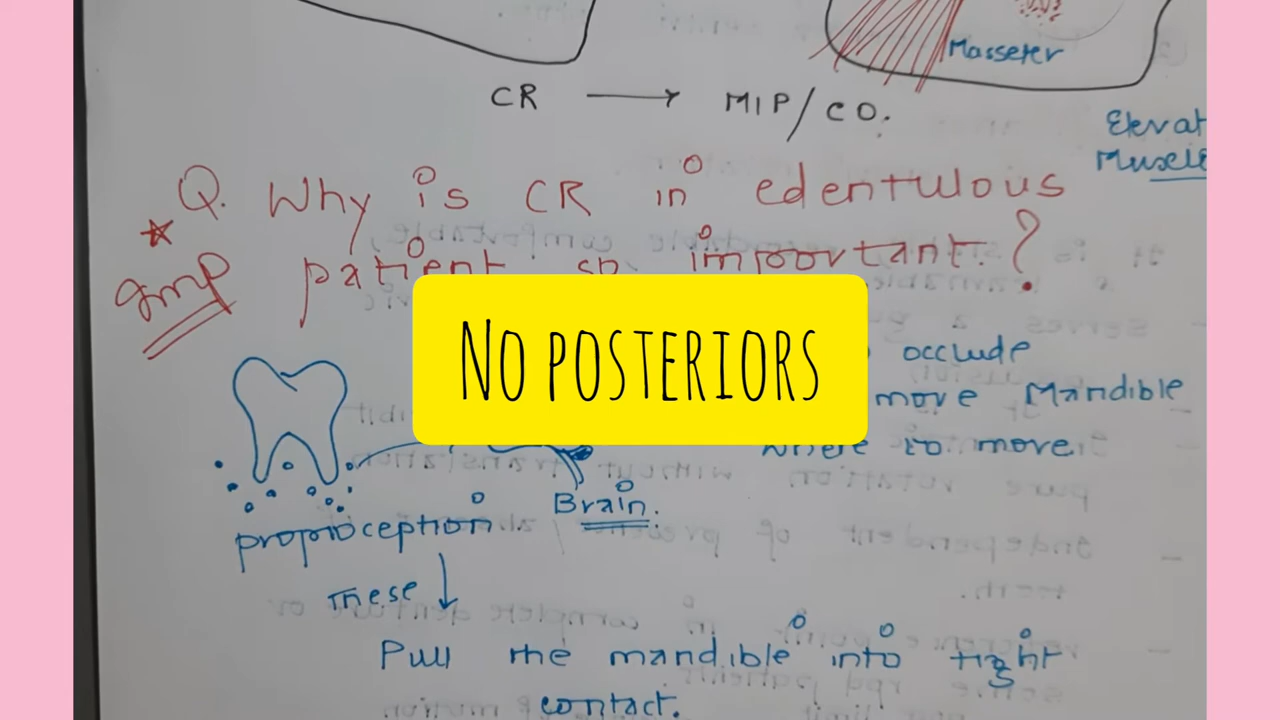 Masseter
CR → MIP/CO.
Elevat
Muscle
Q. Why is CR in edentulous
* Imp patient so important.?
NO POSTERIORS
occlude
move Mandible
where to move.
Brain.
proprioception
these ↓
Pull the mandible into tight
contact.